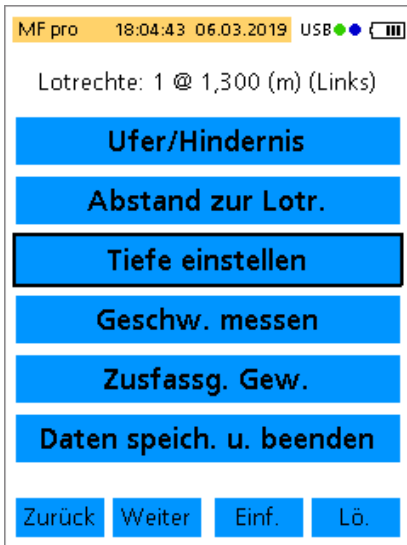 MF pro 18:04:43 06.03.2019 USB
Lotrechte: 1 @ 1,300 (m) (Links)
Ufer/Hindernis
Abstand zur Lotr.
Tiefe einstellen
Geschw. messen
Zusfassg. Gew.
Daten speich. u. beenden
Zurück Weiter Einf. Lö.